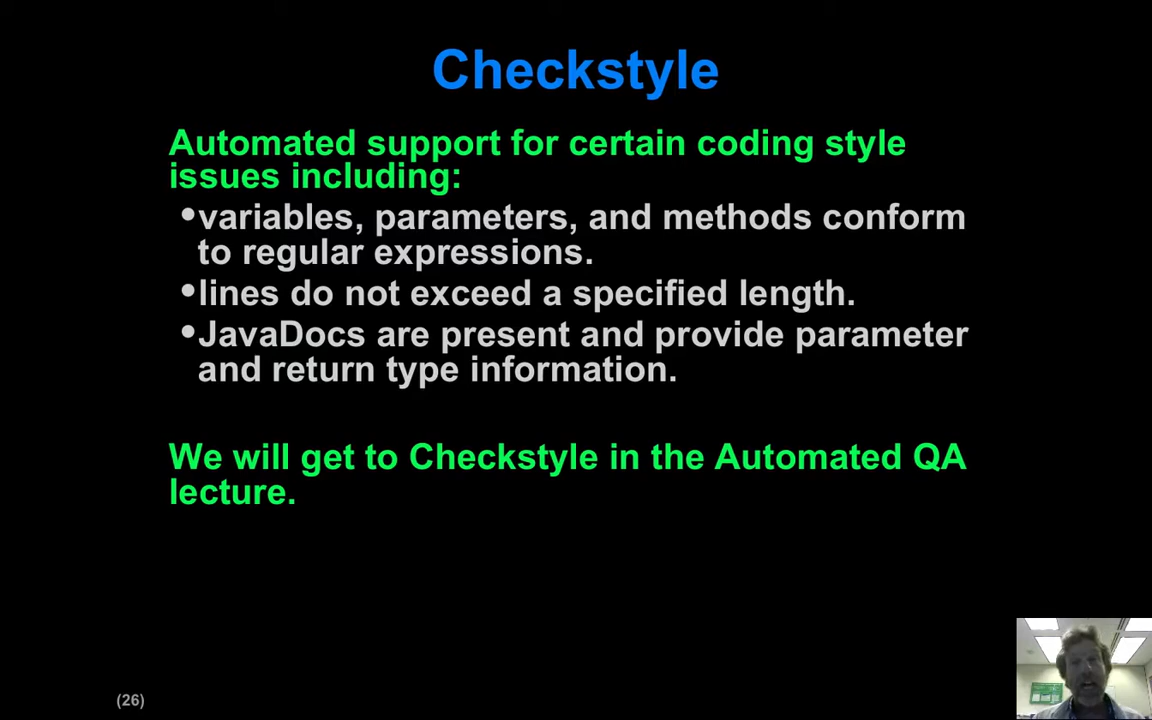 Checkstyle
Automated support for certain coding style
issues including:
•variables, parameters, and methods conform
to regular expressions.
•lines do not exceed a specified length.
•JavaDocs are present and provide parameter
and return type information.
We will get to Checkstyle in the Automated QA
lecture.
(26)